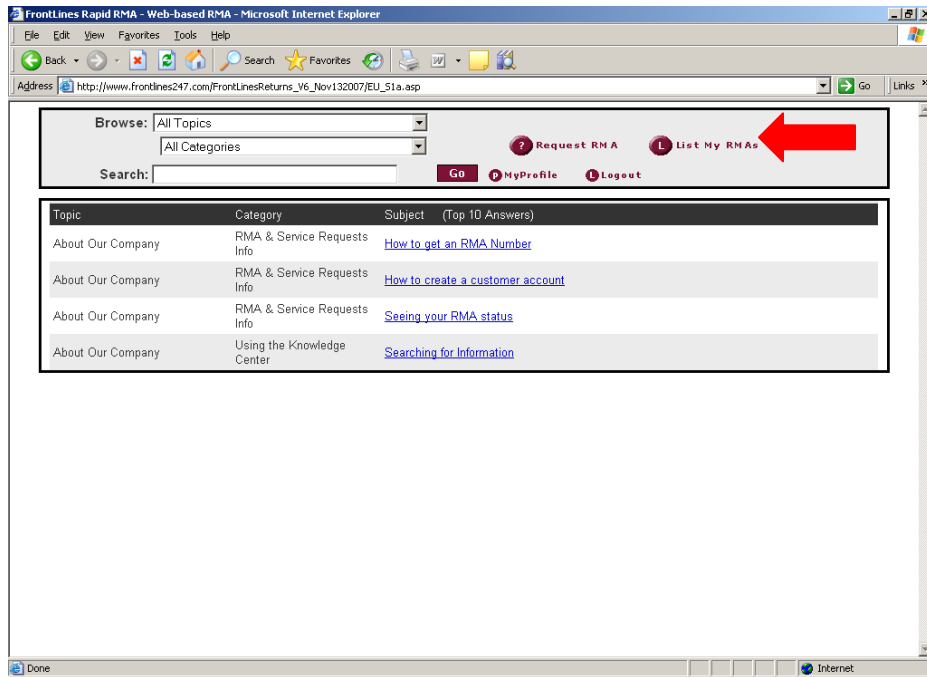 FrontLines Rapid RMA - Web-based RMA - Microsoft Internet Explorer
File Edit View Favorites Tools Help
Back Search Favorites
Address http://www.frontlines247.com/FrontLinesReturns_V6_Nov132007/EU_S1a.asp Go Links »
Browse: All Topics
All Categories ? Request RMA L List My RMAs
Search: Go P MyProfile L Logout
Topic Category Subject (Top 10 Answers)
About Our Company RMA & Service Requests Info How to get an RMA Number
About Our Company RMA & Service Requests Info How to create a customer account
About Our Company RMA & Service Requests Info Seeing your RMA status
About Our Company Using the Knowledge Center Searching for Information
Done Internet